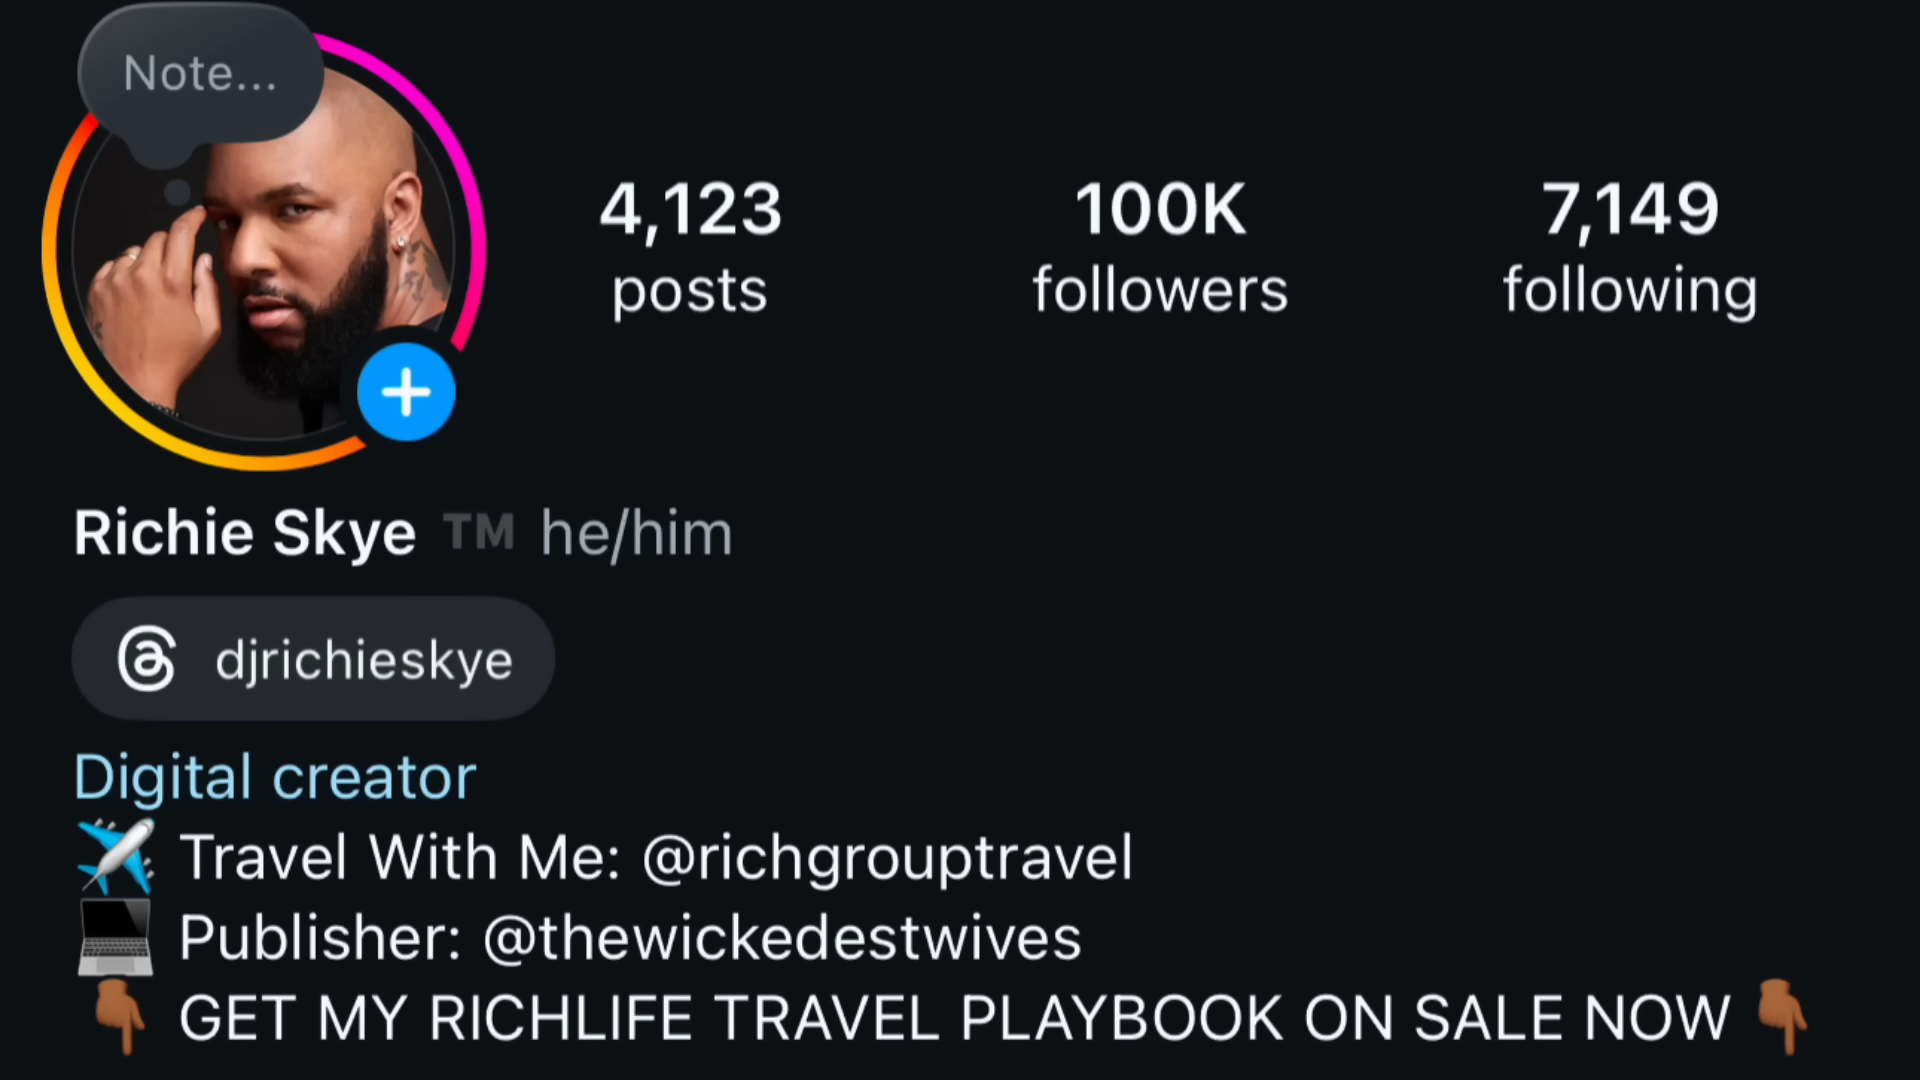 Note...
4,123 100K 7,149
posts followers following
Richie Skye ™️ he/him
djrichieskye
Digital creator
✈️ Travel With Me: @richgrouptravel
💻 Publisher: @thewickedestwives
👇🏾 GET MY RICHLIFE TRAVEL PLAYBOOK ON SALE NOW 👇🏾